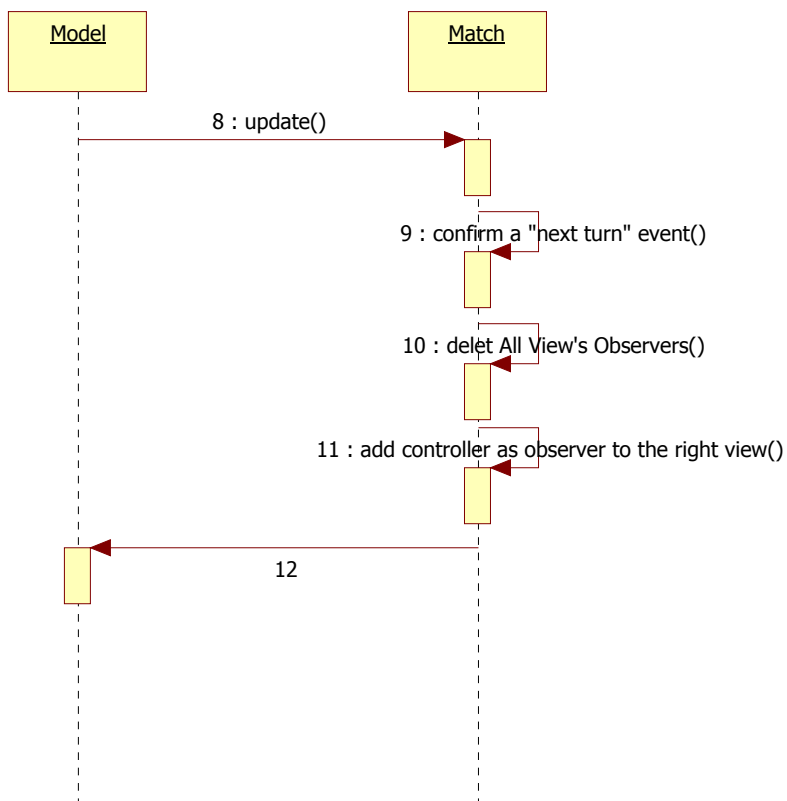 Model
Match
8 : update()
9 : confirm a "next turn" event()
10 : delet All View's Observers()
11 : add controller as observer to the right view()
12